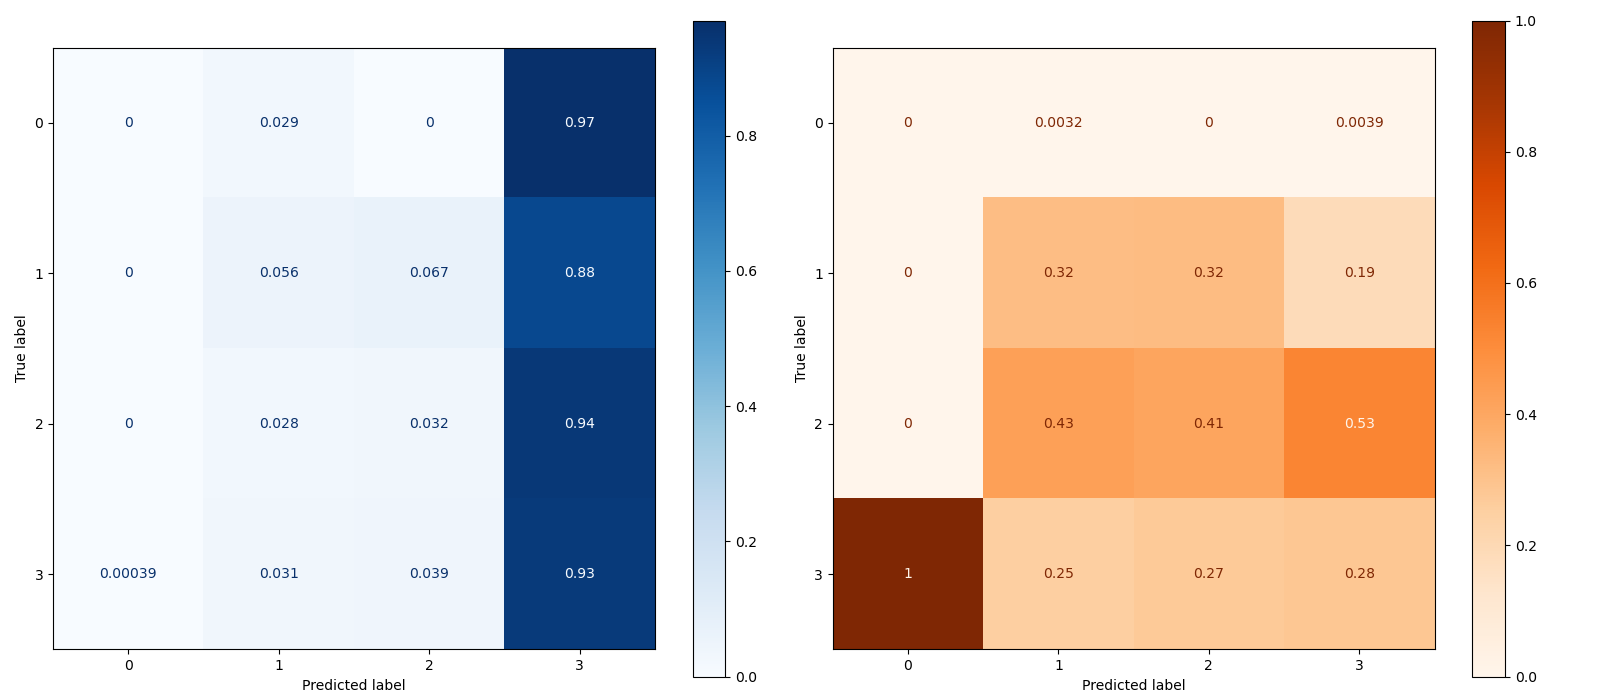 1.0
0 0 0.029 0 0.97 0 0 0.0032 0 0.0039
0.8 0.8
1 0 0.056 0.067 0.88 0.6 1 0 0.32 0.32 0.19 0.6
True label True label
2 0 0.028 0.032 0.94 0.4 2 0 0.43 0.41 0.53 0.4
0.2 0.2
3 0.00039 0.031 0.039 0.93 3 1 0.25 0.27 0.28
0 1 2 3 0.0 0 1 2 3 0.0
Predicted label Predicted label